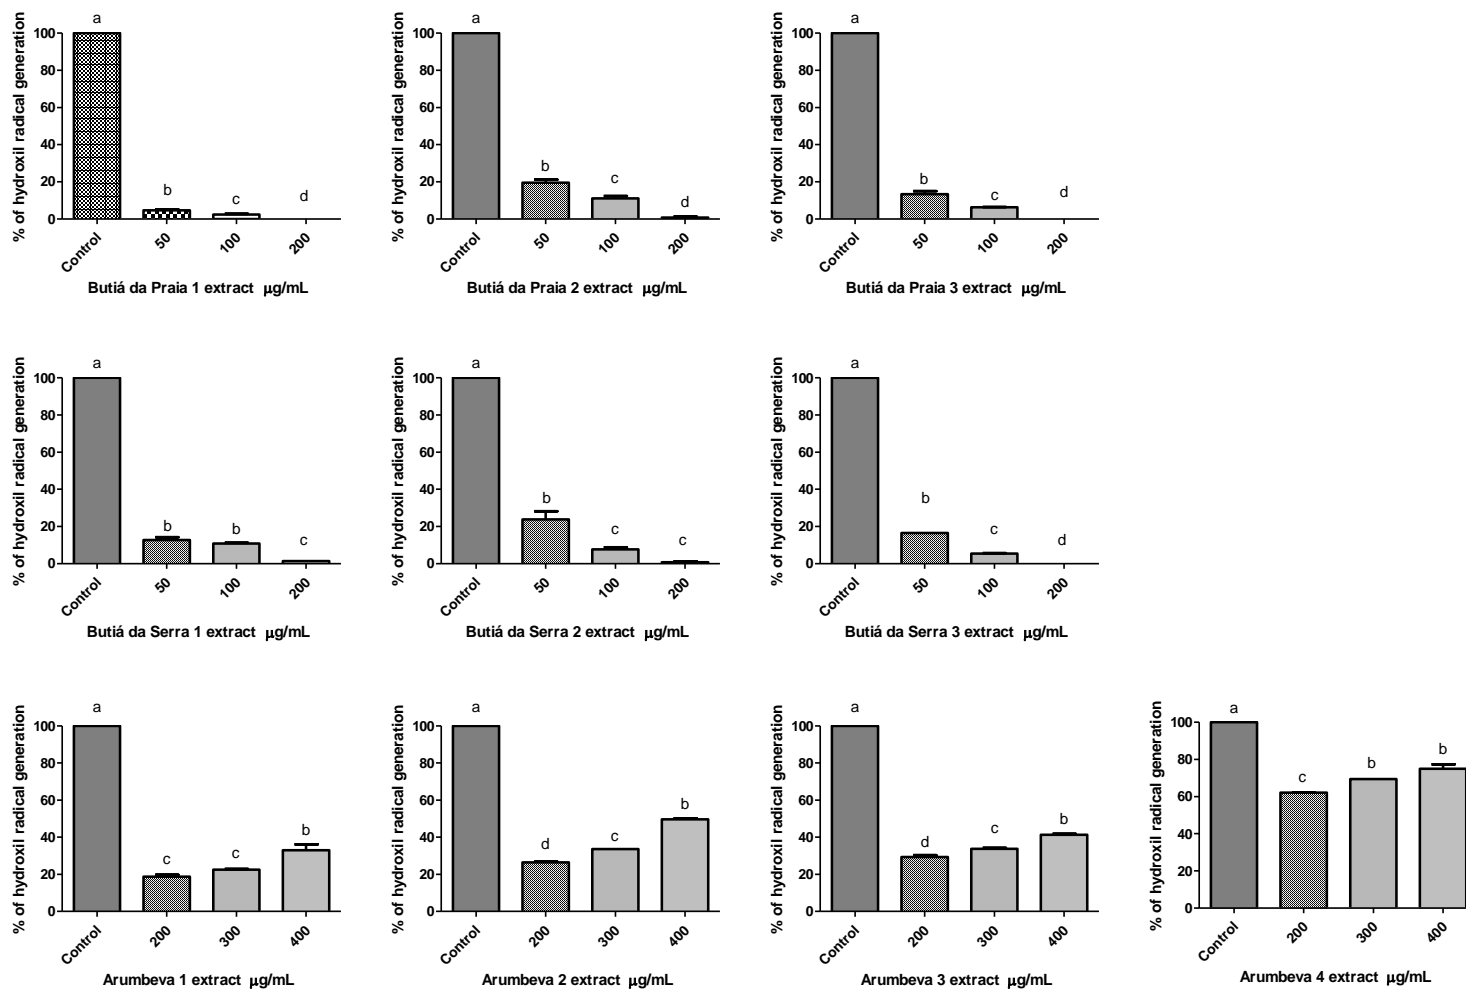 % of hydroxil radical generation
100
80
60
40
20
0
a
b
c
d
Control
50
100
200
Butiá da Praia 1 extract µg/mL
% of hydroxil radical generation
100
80
60
40
20
0
a
b
c
d
Control
50
100
200
Butiá da Praia 2 extract µg/mL
% of hydroxil radical generation
100
80
60
40
20
0
a
b
c
d
Control
50
100
200
Butiá da Praia 3 extract µg/mL
% of hydroxil radical generation
100
80
60
40
20
0
a
b
b
c
Control
50
100
200
Butiá da Serra 1 extract µg/mL
% of hydroxil radical generation
100
80
60
40
20
0
a
b
c
c
Control
50
100
200
Butiá da Serra 2 extract µg/mL
% of hydroxil radical generation
100
80
60
40
20
0
a
b
c
d
Control
50
100
200
Butiá da Serra 3 extract µg/mL
% of hydroxil radical generation
100
80
60
40
20
0
a
c
c
b
Control
200
300
400
Arumbeva 1 extract µg/mL
% of hydroxil radical generation
100
80
60
40
20
0
a
d
c
b
Control
200
300
400
Arumbeva 2 extract µg/mL
% of hydroxil radical generation
100
80
60
40
20
0
a
d
c
b
Control
200
300
400
Arumbeva 3 extract µg/mL
% of hydroxil radical generation
100
80
60
40
20
0
a
c
b
b
Control
200
300
400
Arumbeva 4 extract µg/mL